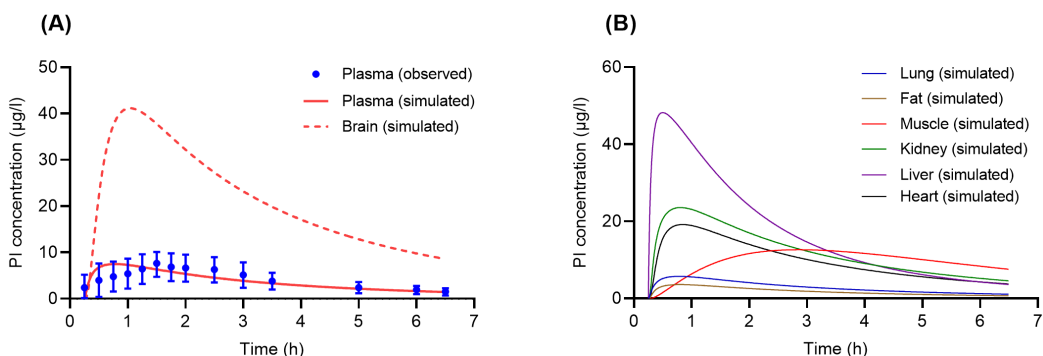 (A)
PI concentration (µg/l)
50
40
30
20
10
0
0 1 2 3 4 5 6 7
Time (h)
Plasma (observed)
Plasma (simulated)
Brain (simulated)
(B)
PI concentration (µg/l)
60
40
20
0
0 1 2 3 4 5 6 7
Time (h)
Lung (simulated)
Fat (simulated)
Muscle (simulated)
Kidney (simulated)
Liver (simulated)
Heart (simulated)